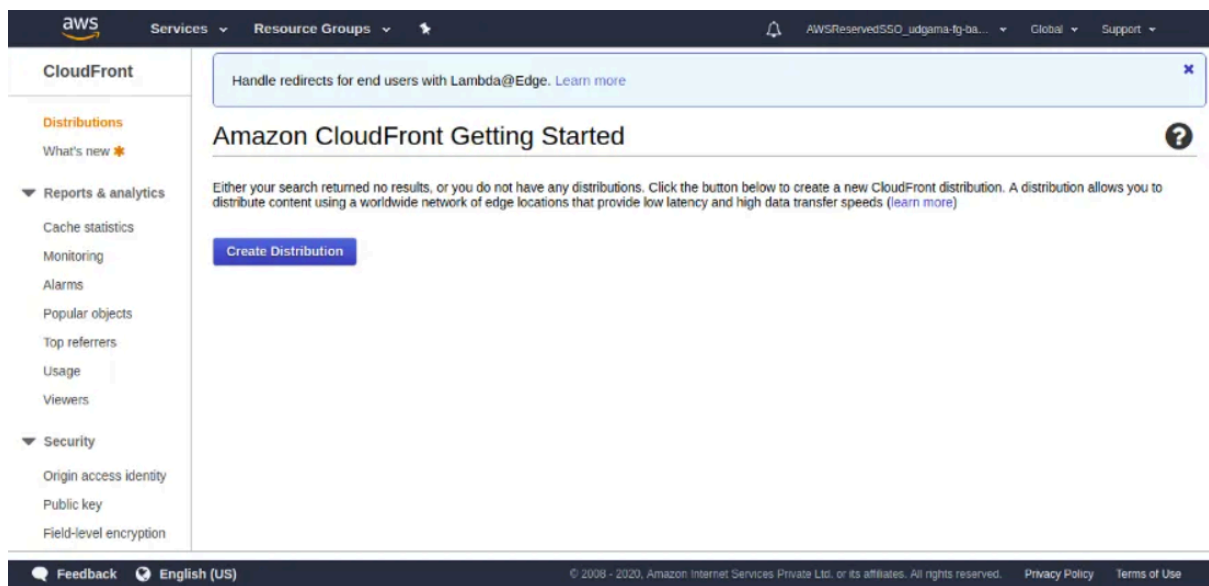 aws
Services
Resource Groups
AWSReservedSSO_udgama-fg-ba...
Global
Support
CloudFront
Distributions
What's new
Reports & analytics
Cache statistics
Monitoring
Alarms
Popular objects
Top referrers
Usage
Viewers
Security
Origin access identity
Public key
Field-level encryption
Handle redirects for end users with Lambda@Edge. Learn more
Amazon CloudFront Getting Started
Either your search returned no results, or you do not have any distributions. Click the button below to create a new CloudFront distribution. A distribution allows you to
distribute content using a worldwide network of edge locations that provide low latency and high data transfer speeds (learn more)
Create Distribution
Feedback
English (US)
© 2008 - 2020, Amazon Internet Services Private Ltd. or its affiliates. All rights reserved.
Privacy Policy
Terms of Use